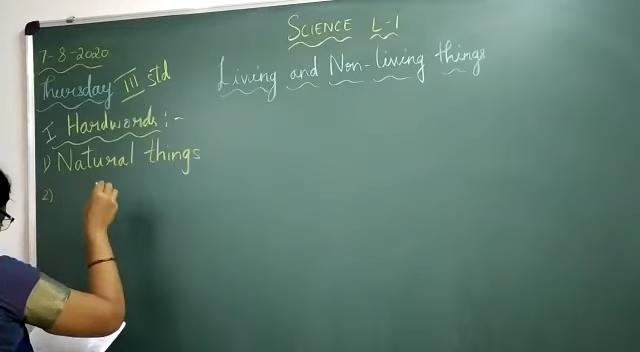 SCIENCE L-1
7-8-2020
Living and Non-living things
Thursday III std
I Hardwords:-
1) Natural things
2)